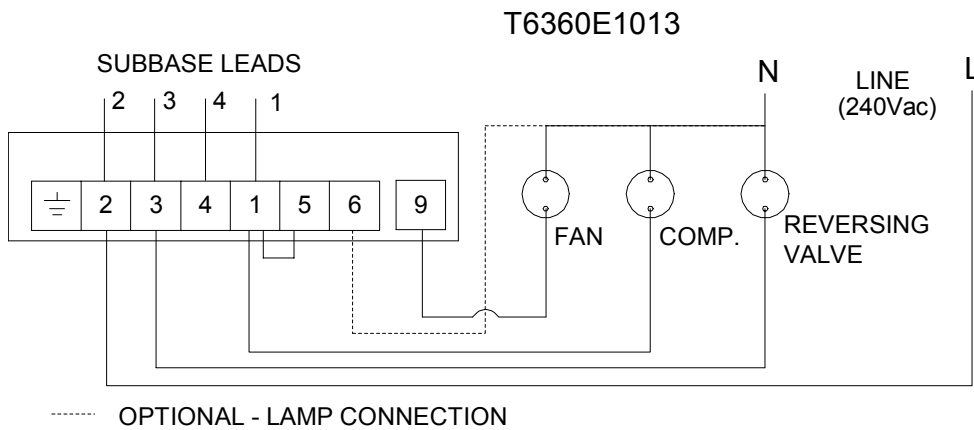 T6360E1013
SUBBASE LEADS
2 3 4 1
N
LINE
(240Vac)
L
2 3 4 1 5 6 9
FAN
COMP.
REVERSING
VALVE
OPTIONAL - LAMP CONNECTION